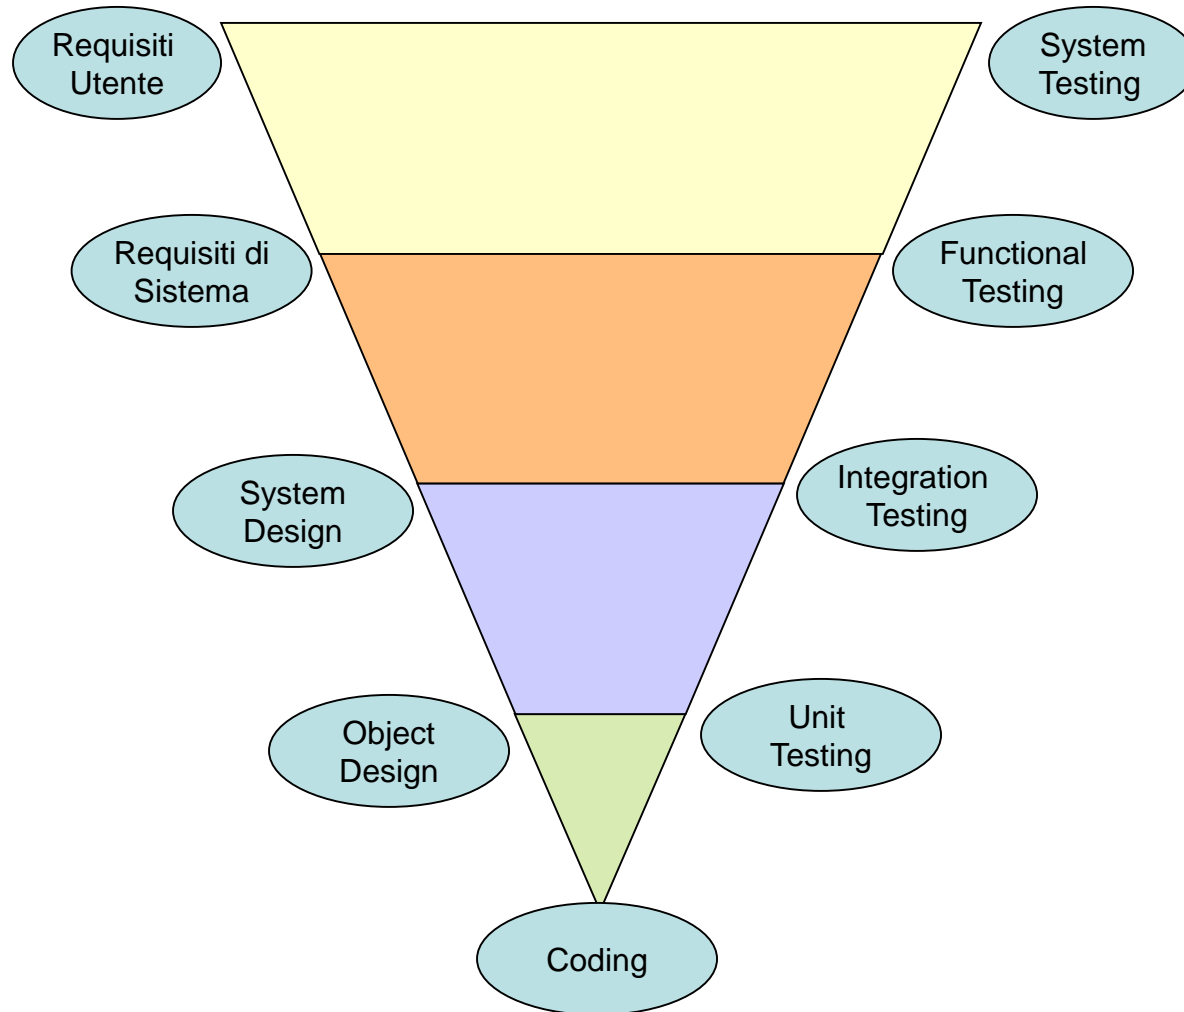 Requisiti
Utente
System
Testing
Requisiti di
Sistema
Functional
Testing
System
Design
Integration
Testing
Object
Design
Unit
Testing
Coding